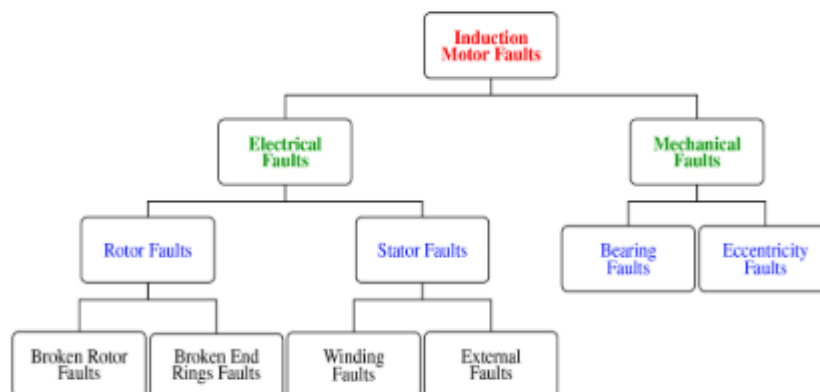 Induction
Motor Faults
Electrical
Faults
Mechanical
Faults
Rotor Faults
Stator Faults
Bearing
Faults
Eccentricity
Faults
Broken Rotor
Faults
Broken End
Rings Faults
Winding
Faults
External
Faults